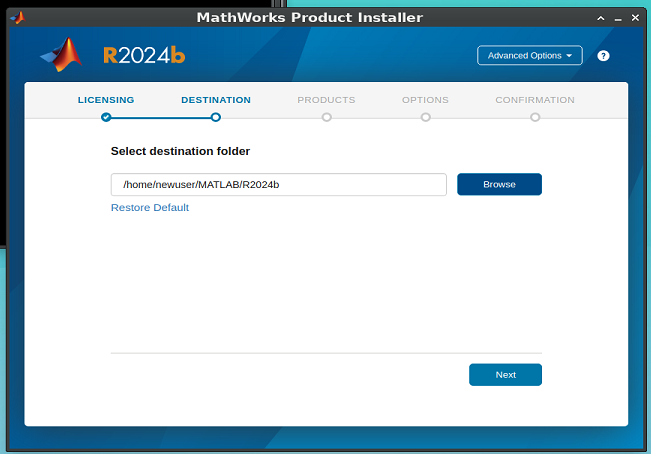 MathWorks Product Installer
R2024b
Advanced Options
?
LICENSING DESTINATION PRODUCTS OPTIONS CONFIRMATION
Select destination folder
/home/newuser/MATLAB/R2024b
Browse
Restore Default
Next